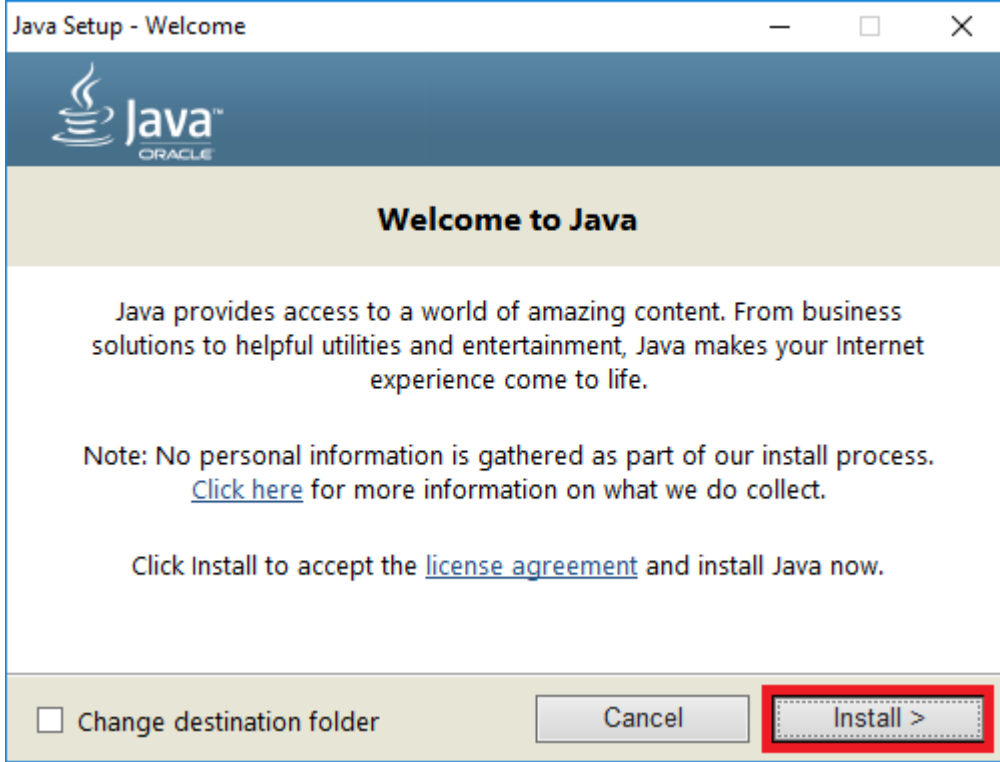 Java Setup - Welcome
Java™
ORACLE
Welcome to Java
Java provides access to a world of amazing content. From business
solutions to helpful utilities and entertainment, Java makes your Internet
experience come to life.
Note: No personal information is gathered as part of our install process.
Click here for more information on what we do collect.
Click Install to accept the license agreement and install Java now.
Change destination folder
Cancel
Install >